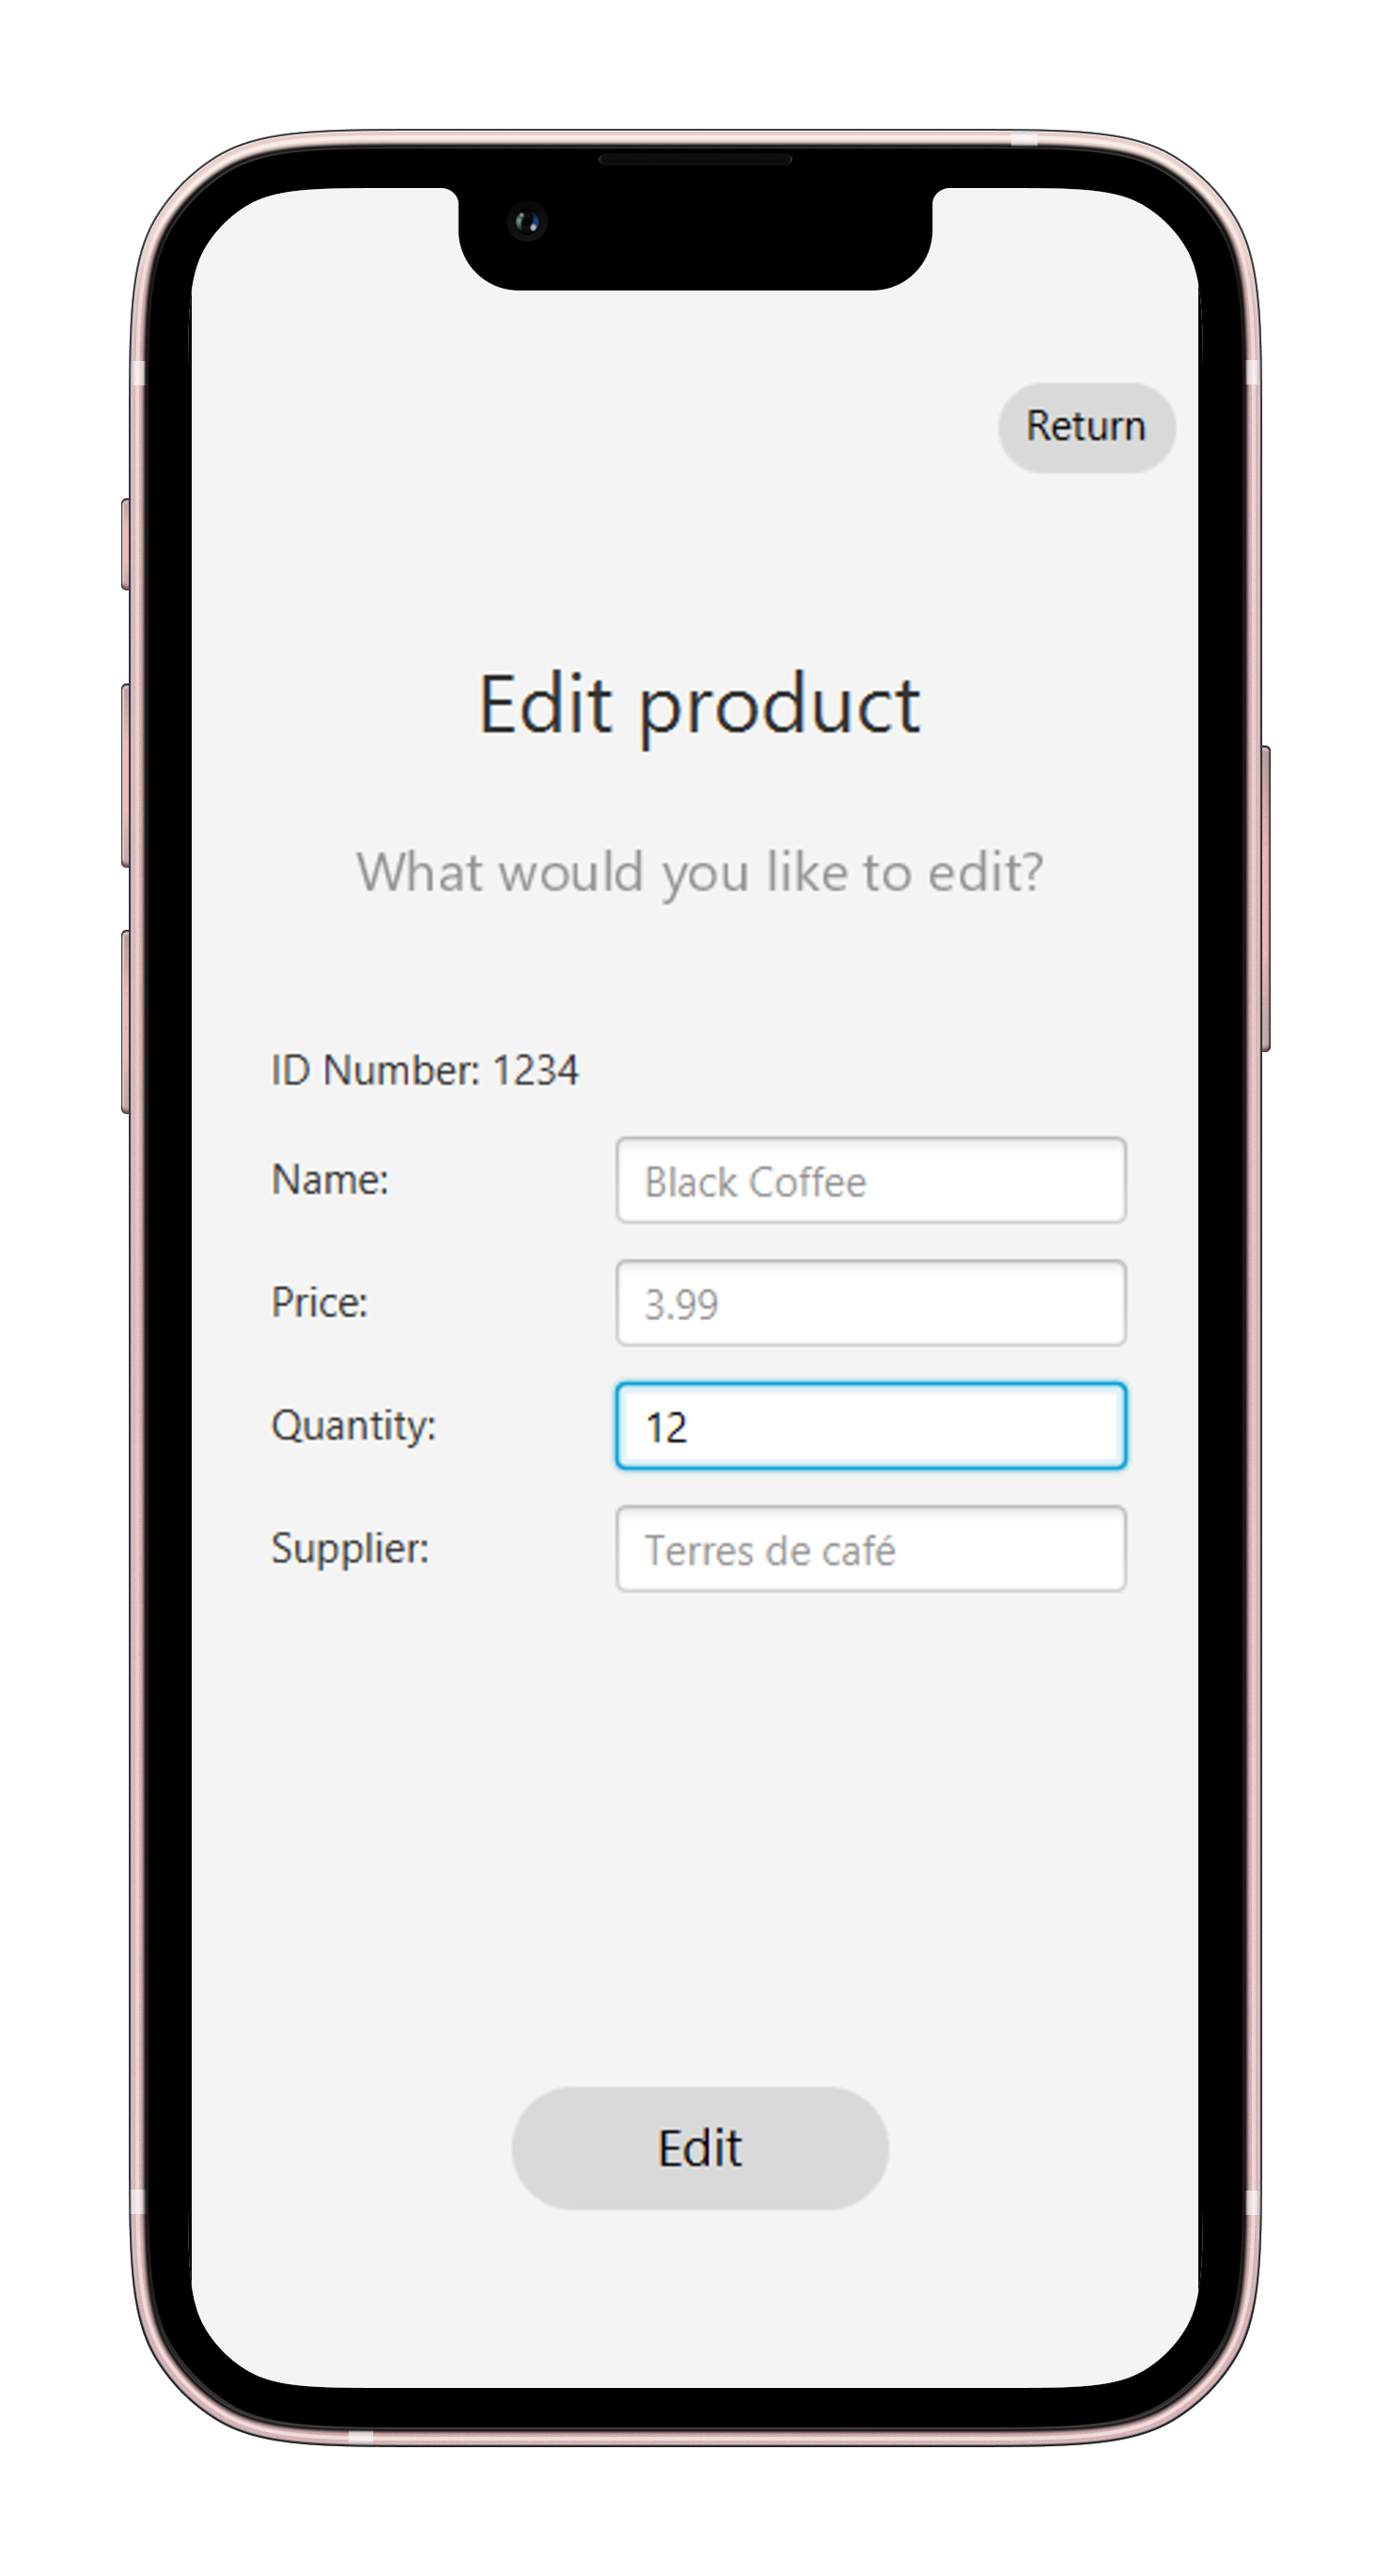 Return
Edit product
What would you like to edit?
ID Number: 1234
Name: Black Coffee
Price: 3.99
Quantity: 12
Supplier: Terres de café
Edit